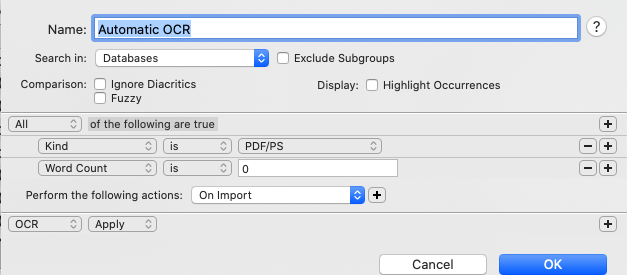 Name: Automatic OCR ?
Search in: Databases Exclude Subgroups
Comparison: Ignore Diacritics Display: Highlight Occurrences
Fuzzy
All of the following are true +
Kind is PDF/PS − +
Word Count is 0 − +
Perform the following actions: On Import +
OCR Apply +
Cancel OK